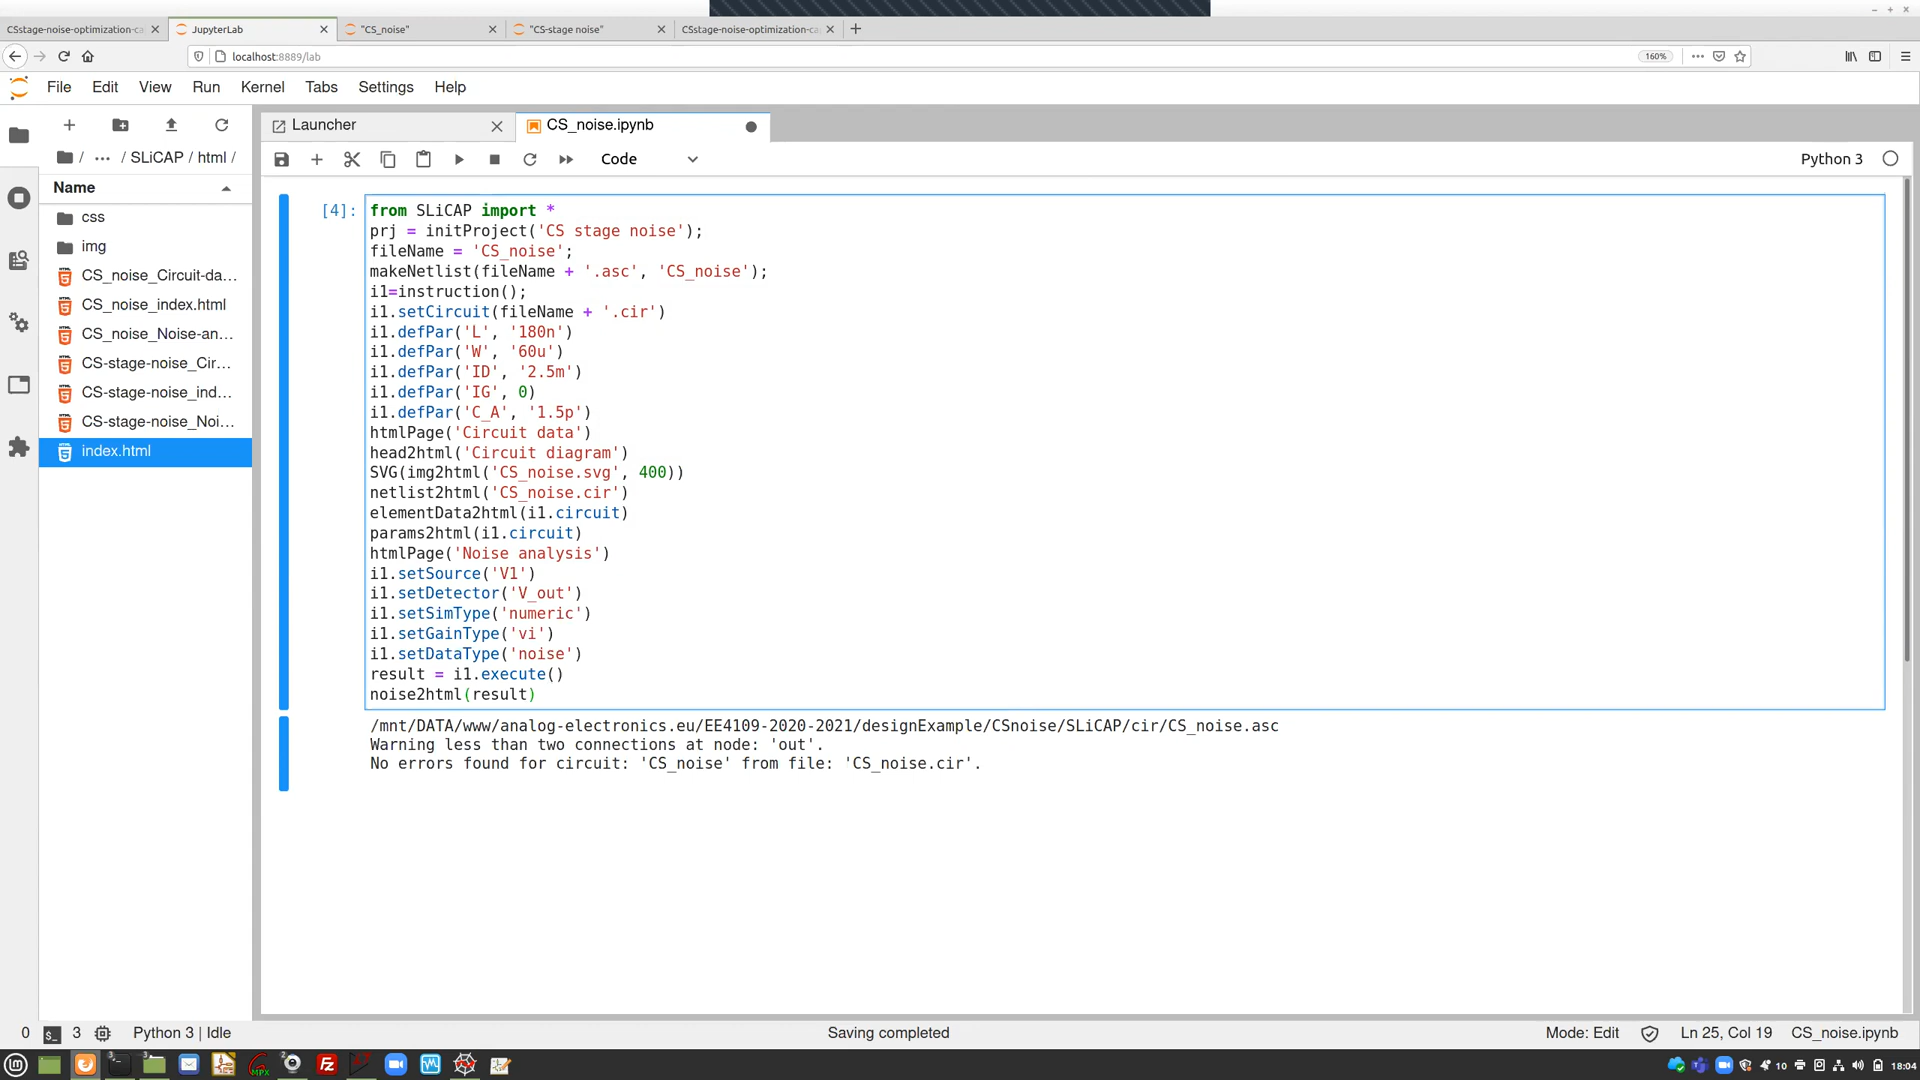 CSstage-noise-optimization-ca
JupyterLab
"CS_noise"
"CS-stage noise"
CSstage-noise-optimization-ca
localhost:8889/lab
160%
File Edit View Run Kernel Tabs Settings Help
Launcher
CS_noise.ipynb
/ ... / SLiCAP / html /
Code
Python 3
Name
css
img
CS_noise_Circuit-da...
CS_noise_index.html
CS_noise_Noise-an...
CS-stage-noise_Cir...
CS-stage-noise_ind...
CS-stage-noise_Noi...
index.html
[4]:
from SLiCAP import *
prj = initProject('CS stage noise');
fileName = 'CS_noise';
makeNetlist(fileName + '.asc', 'CS_noise');
i1=instruction();
i1.setCircuit(fileName + '.cir')
i1.defPar('L', '180n')
i1.defPar('W', '60u')
i1.defPar('ID', '2.5m')
i1.defPar('IG', 0)
i1.defPar('C_A', '1.5p')
htmlPage('Circuit data')
head2html('Circuit diagram')
SVG(img2html('CS_noise.svg', 400))
netlist2html('CS_noise.cir')
elementData2html(i1.circuit)
params2html(i1.circuit)
htmlPage('Noise analysis')
i1.setSource('V1')
i1.setDetector('V_out')
i1.setSimType('numeric')
i1.setGainType('vi')
i1.setDataType('noise')
result = i1.execute()
noise2html(result)
/mnt/DATA/www/analog-electronics.eu/EE4109-2020-2021/designExample/CSnoise/SLiCAP/cir/CS_noise.asc
Warning less than two connections at node: 'out'.
No errors found for circuit: 'CS_noise' from file: 'CS_noise.cir'.
0 3 Python 3 | Idle
Saving completed
Mode: Edit
Ln 25, Col 19
CS_noise.ipynb
10
18:04